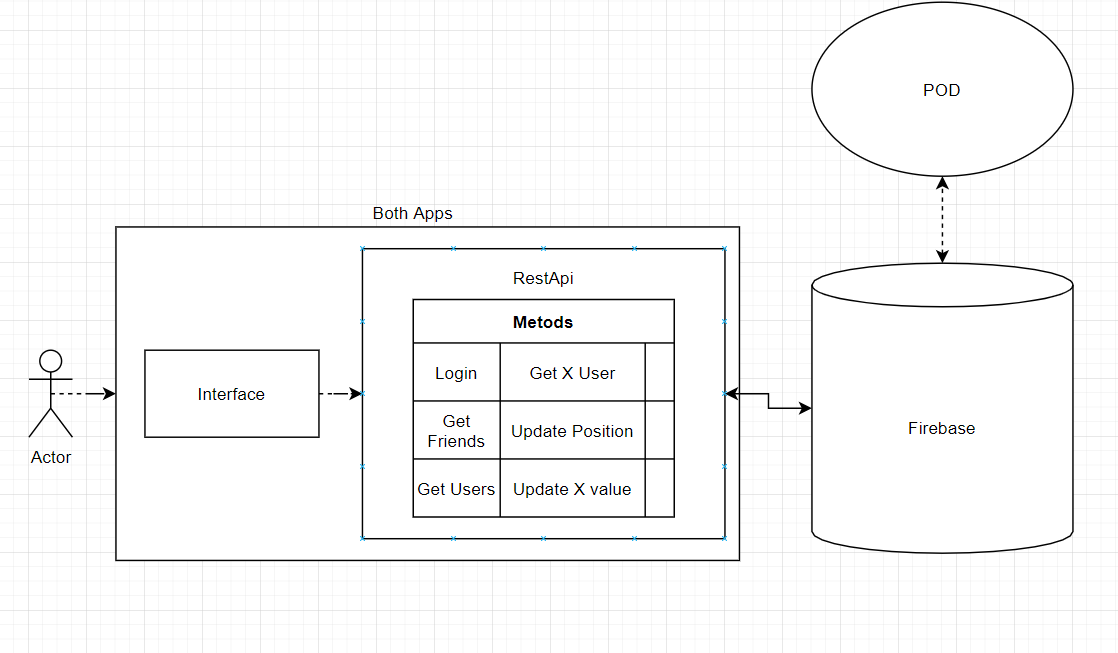 POD
Both Apps
RestApi
Metods
Login
Get X User
Get
Friends
Update Position
Get Users
Update X value
Interface
Actor
Firebase